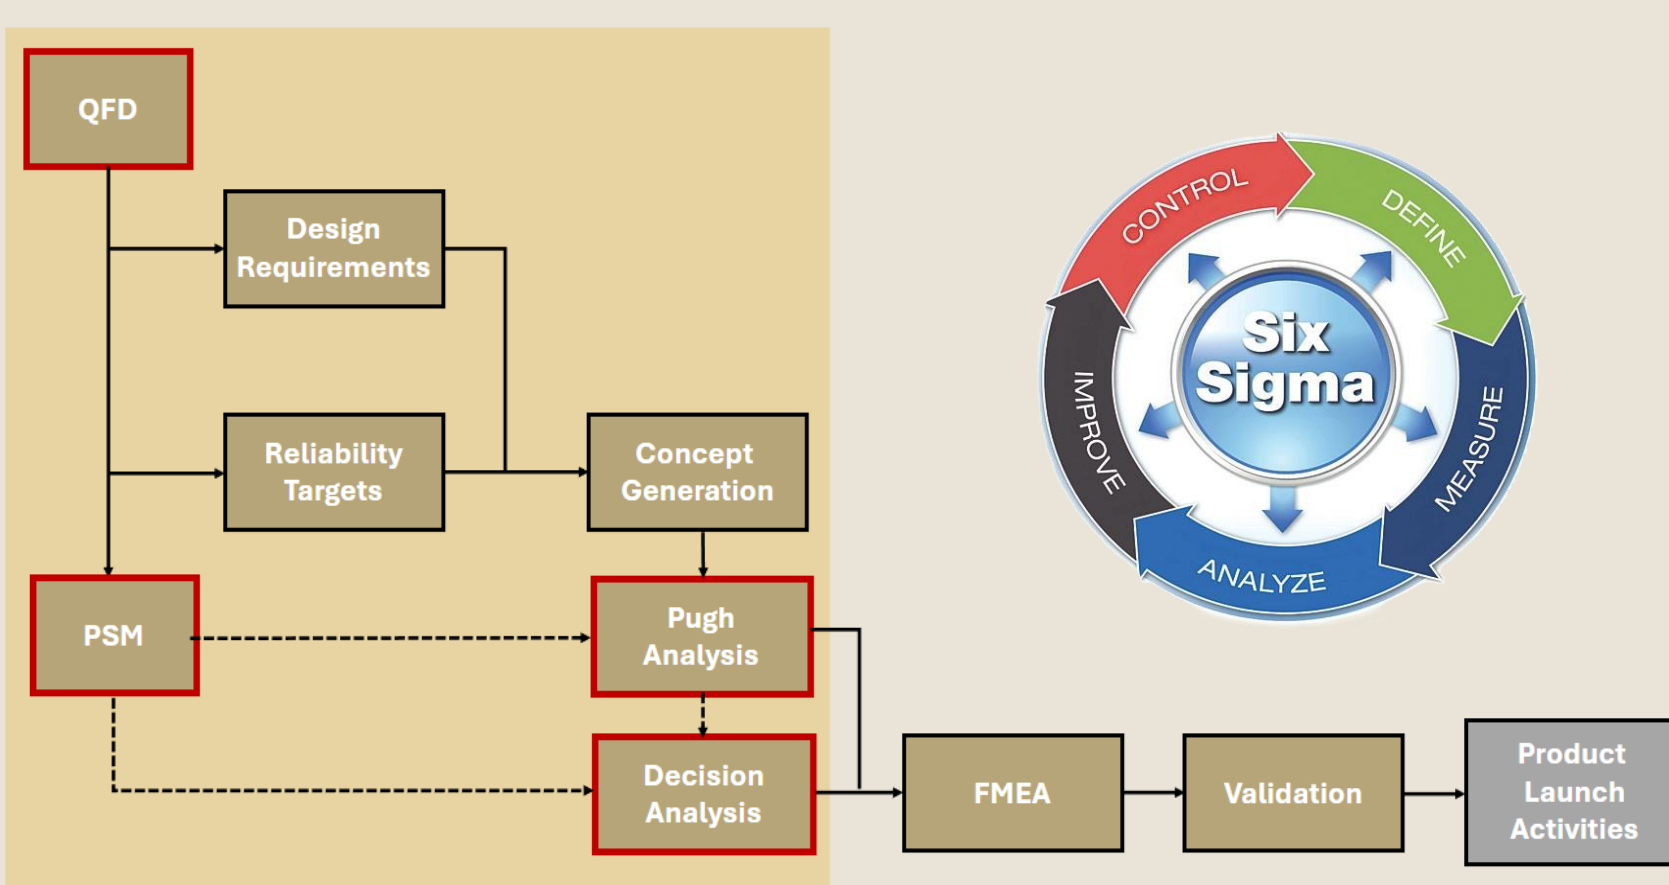 QFD
Design
Requirements
Reliability
Targets
Concept
Generation
PSM
Pugh
Analysis
Decision
Analysis
FMEA
Validation
Product
Launch
Activities
CONTROL
DEFINE
MEASURE
ANALYZE
IMPROVE
Six
Sigma